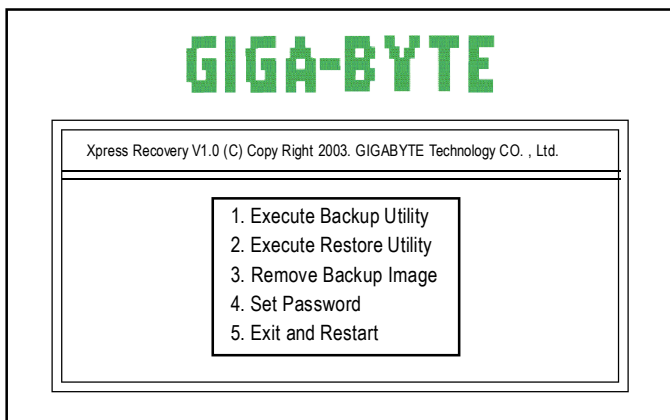 GIGA-BYTE
Xpress Recovery V1.0 (C) Copy Right 2003. GIGABYTE Technology CO. , Ltd.
1. Execute Backup Utility
2. Execute Restore Utility
3. Remove Backup Image
4. Set Password
5. Exit and Restart